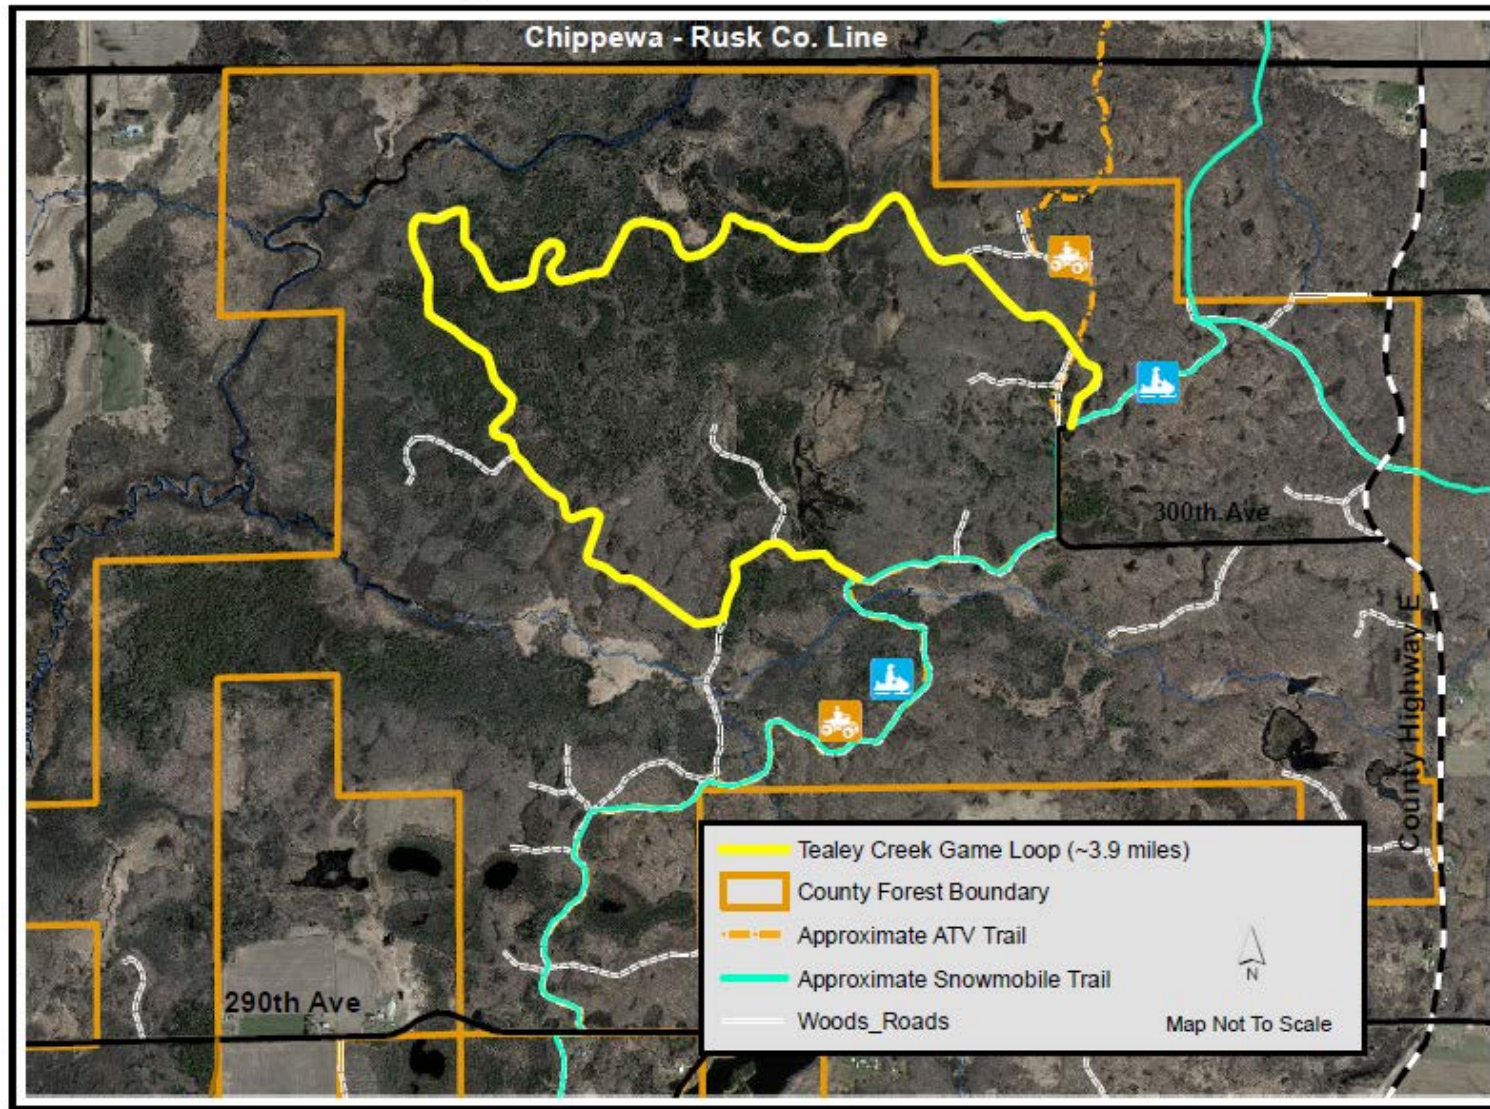 Chippewa - Rusk Co. Line
300th Ave
County Highway E
290th Ave
Tealey Creek Game Loop (~3.9 miles)
County Forest Boundary
Approximate ATV Trail
Approximate Snowmobile Trail
Woods_Roads
N
Map Not To Scale